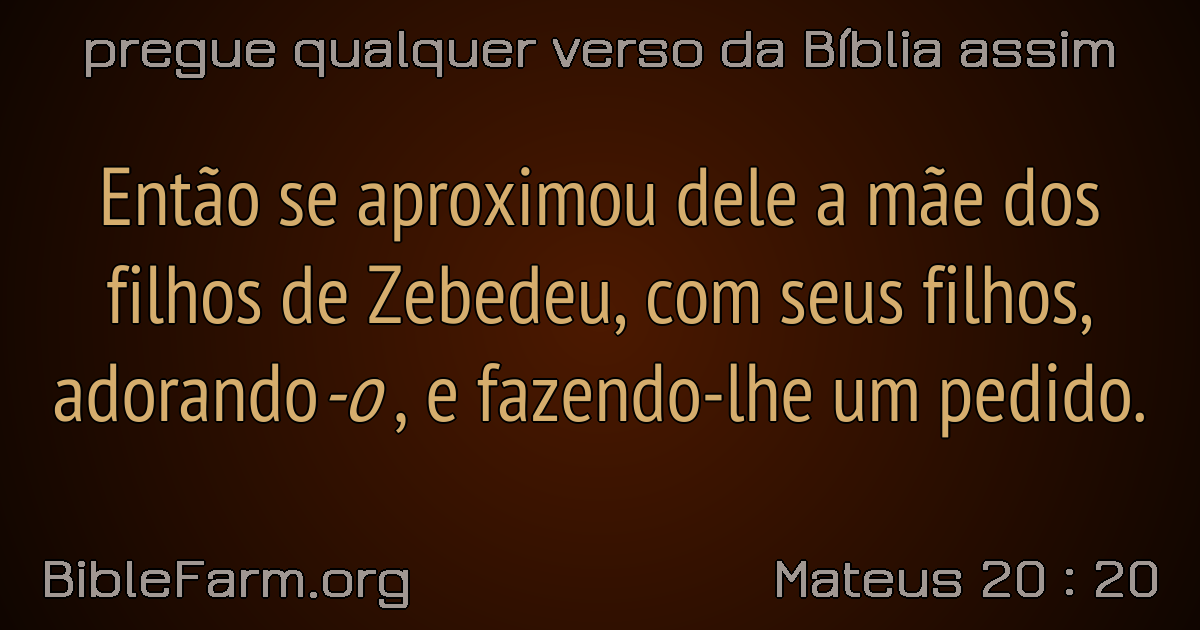 pregue qualquer verso da Bíblia assim
Então se aproximou dele a mãe dos
filhos de Zebedeu, com seus filhos,
adorando-o, e fazendo-lhe um pedido.
BibleFarm.org
Mateus 20 : 20